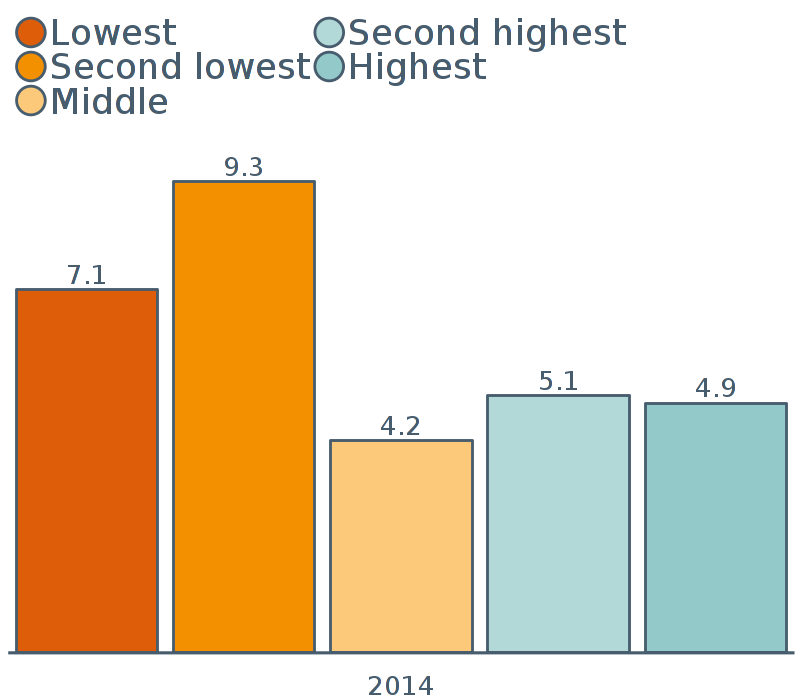 Lowest
Second lowest
Middle
Second highest
Highest
7.1
9.3
4.2
5.1
4.9
2014